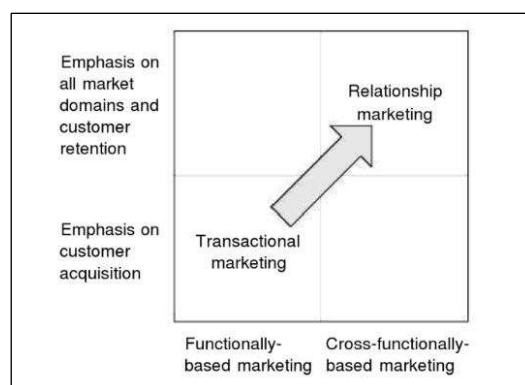 Emphasis on
all market
domains and
customer
retention
Relationship
marketing
Emphasis on
customer
acquisition
Transactional
marketing
Functionally-
based marketing
Cross-functionally-
based marketing